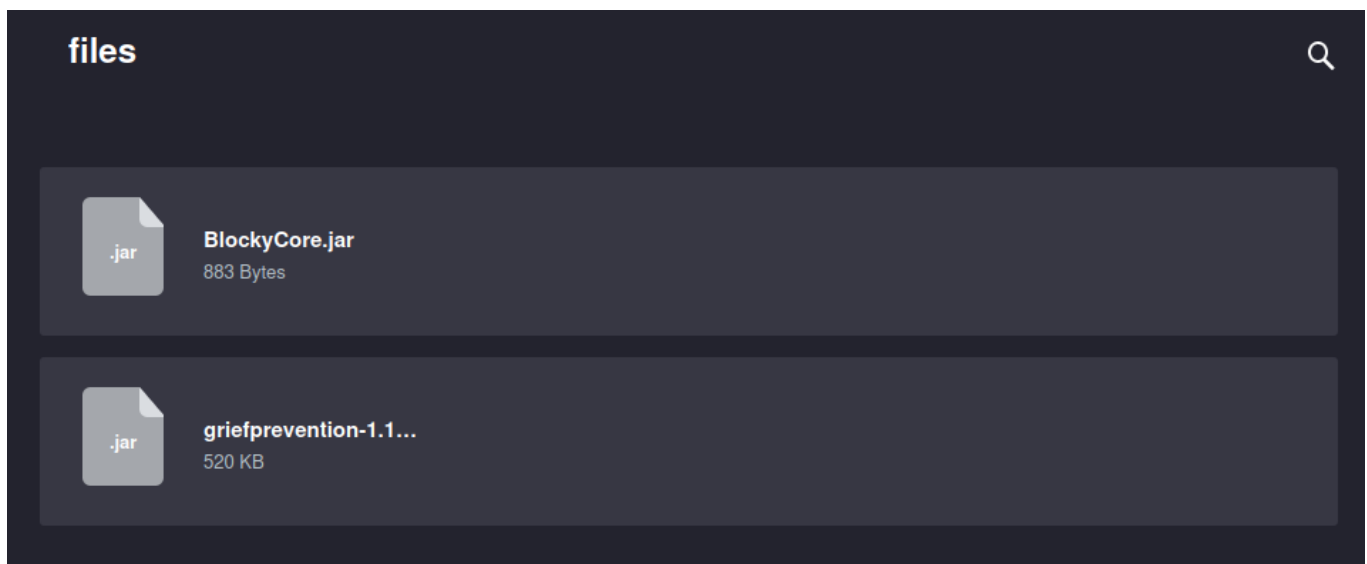 files
.jar
BlockyCore.jar
883 Bytes
.jar
griefprevention-1.1...
520 KB